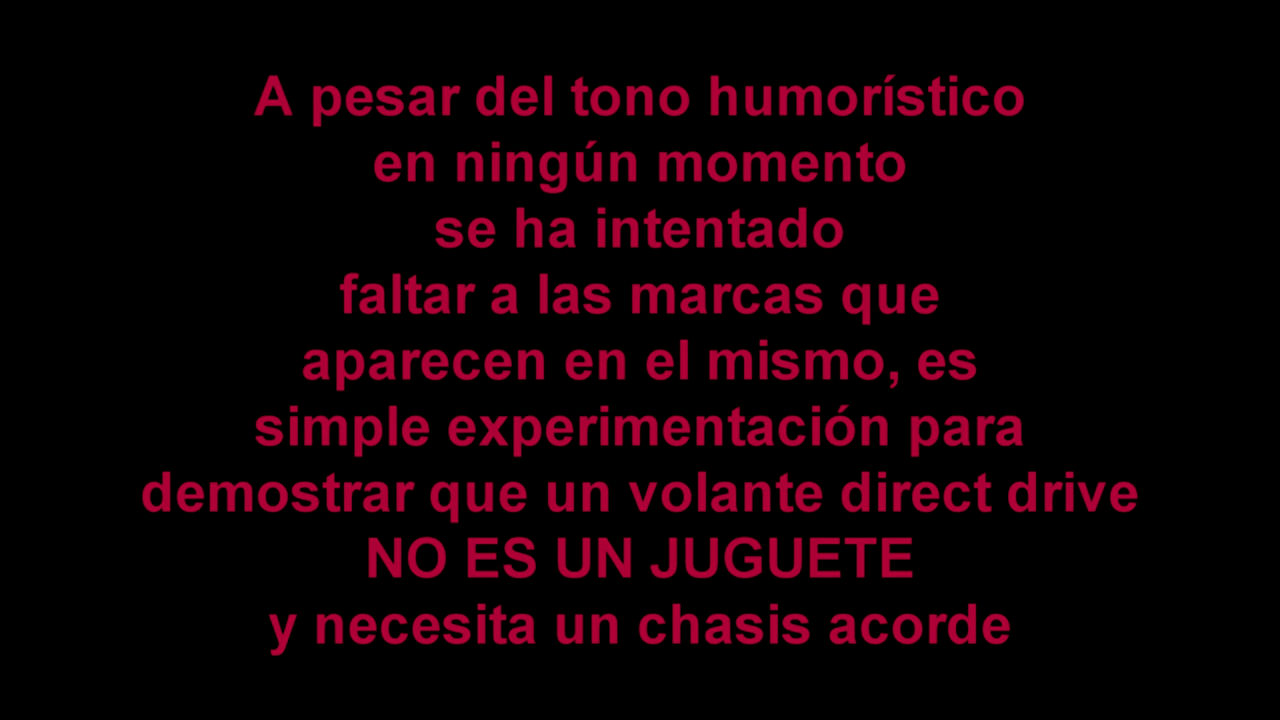 A pesar del tono humorístico
en ningún momento
se ha intentado
faltar a las marcas que
aparecen en el mismo, es
simple experimentación para
demostrar que un volante direct drive
NO ES UN JUGUETE
y necesita un chasis acorde